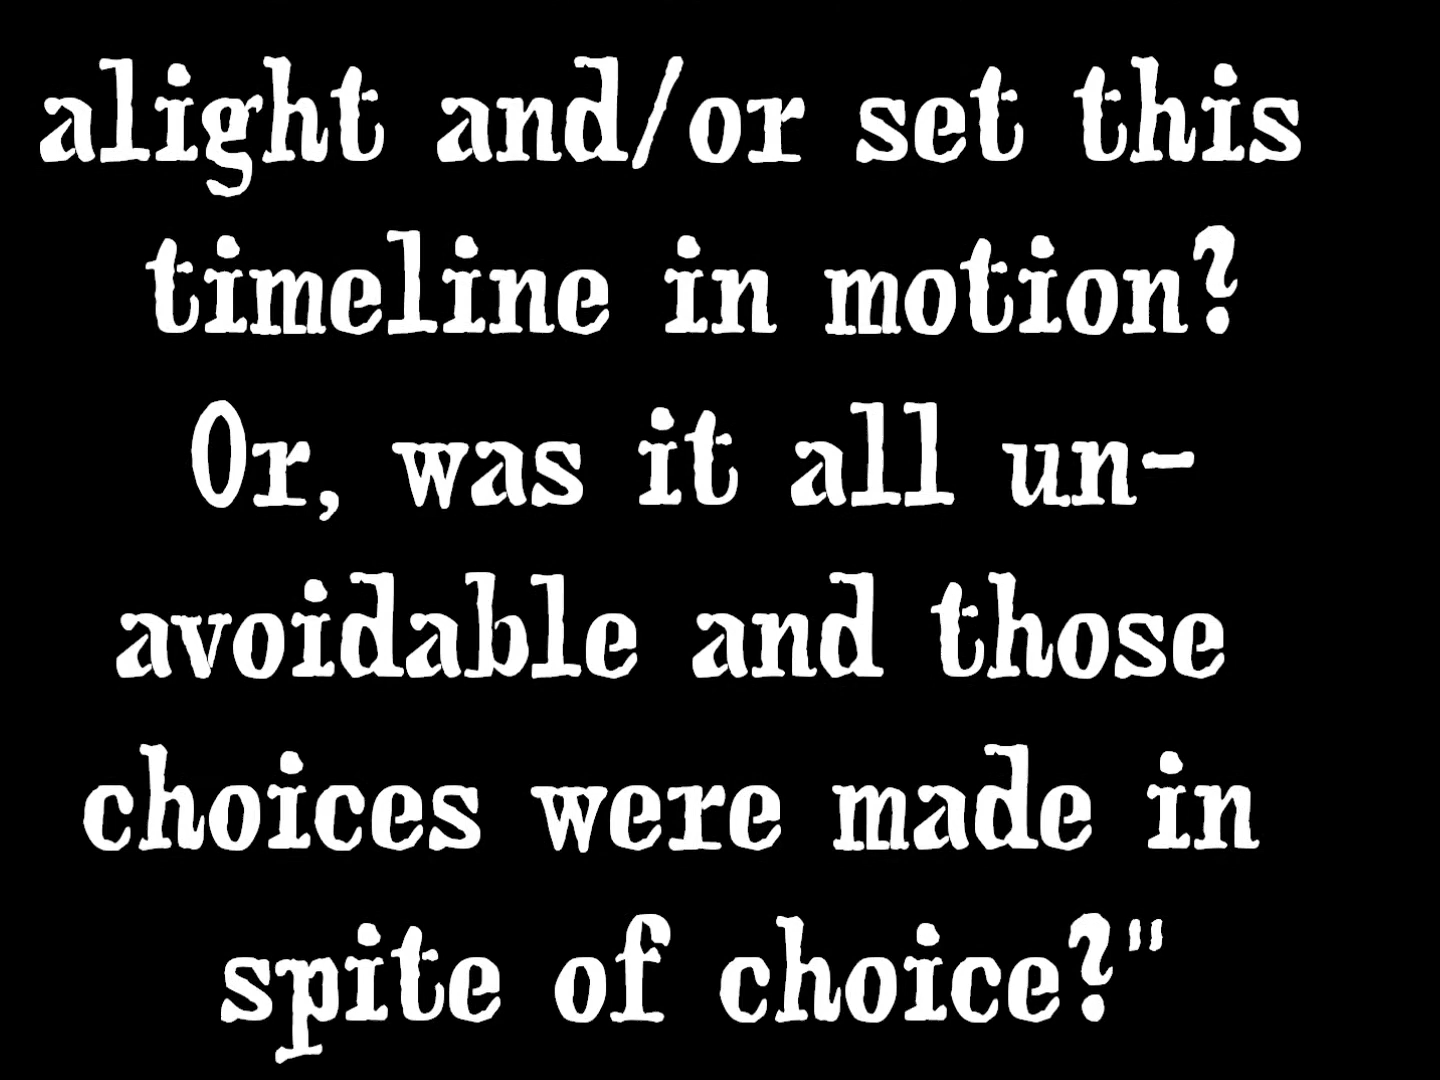 alight and/or set this
timeline in motion?
Or, was it all un-
avoidable and those
choices were made in
spite of choice?"